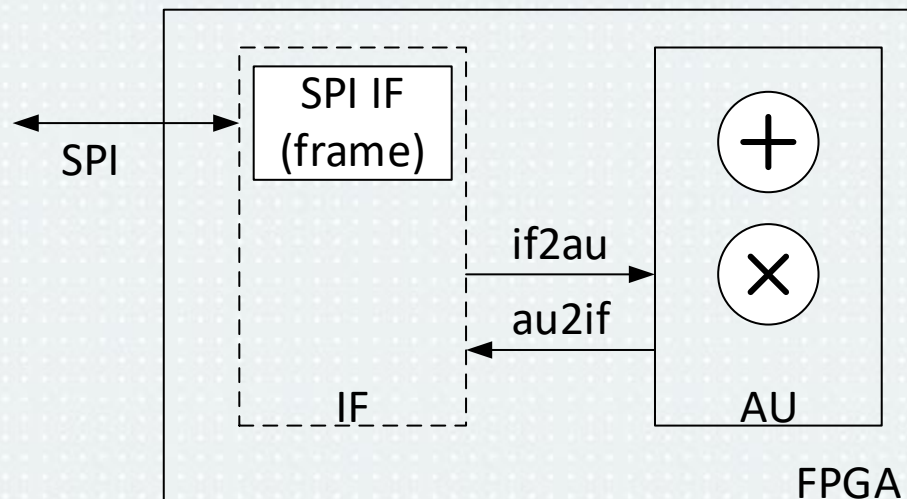 SPI IF
(frame)
SPI
if2au
au2if
IF
AU
FPGA